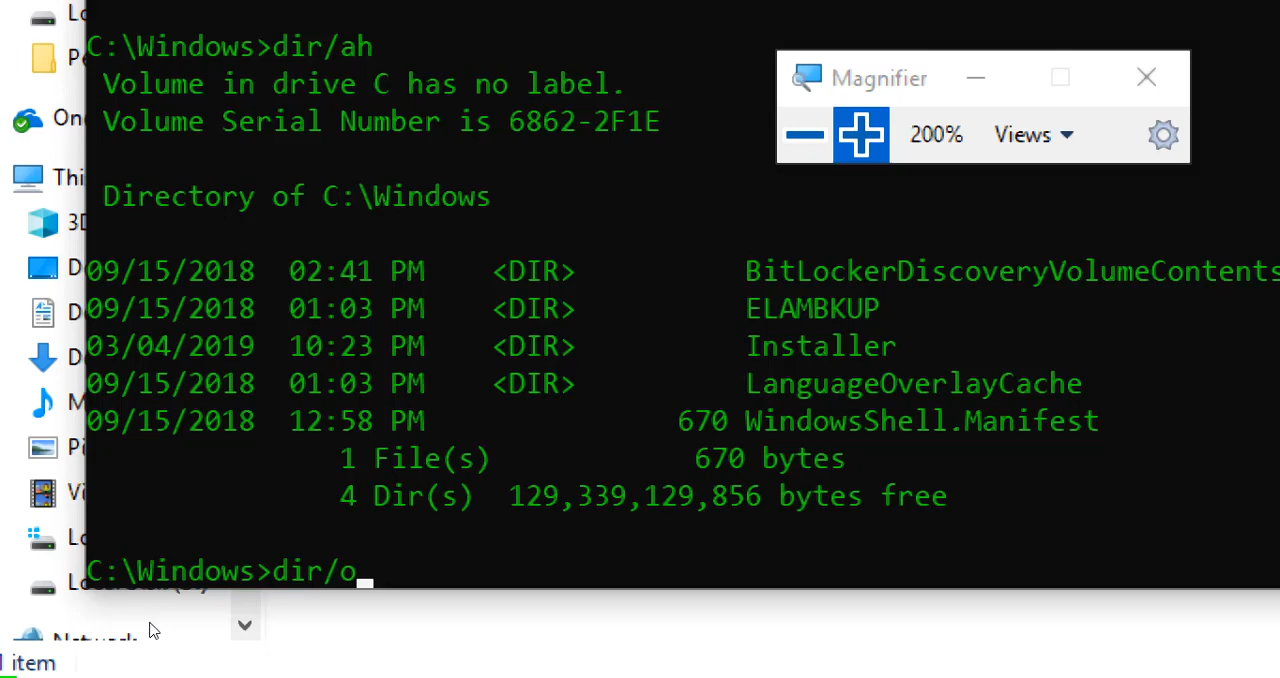 C:\Windows>dir/ah
Volume in drive C has no label.
Volume Serial Number is 6862-2F1E
Magnifier
200% Views
Directory of C:\Windows
09/15/2018 02:41 PM <DIR> BitLockerDiscoveryVolumeContents
09/15/2018 01:03 PM <DIR> ELAMBKUP
03/04/2019 10:23 PM <DIR> Installer
09/15/2018 01:03 PM <DIR> LanguageOverlayCache
09/15/2018 12:58 PM 670 WindowsShell.Manifest
1 File(s) 670 bytes
4 Dir(s) 129,339,129,856 bytes free
C:\Windows>dir/o
Network
item